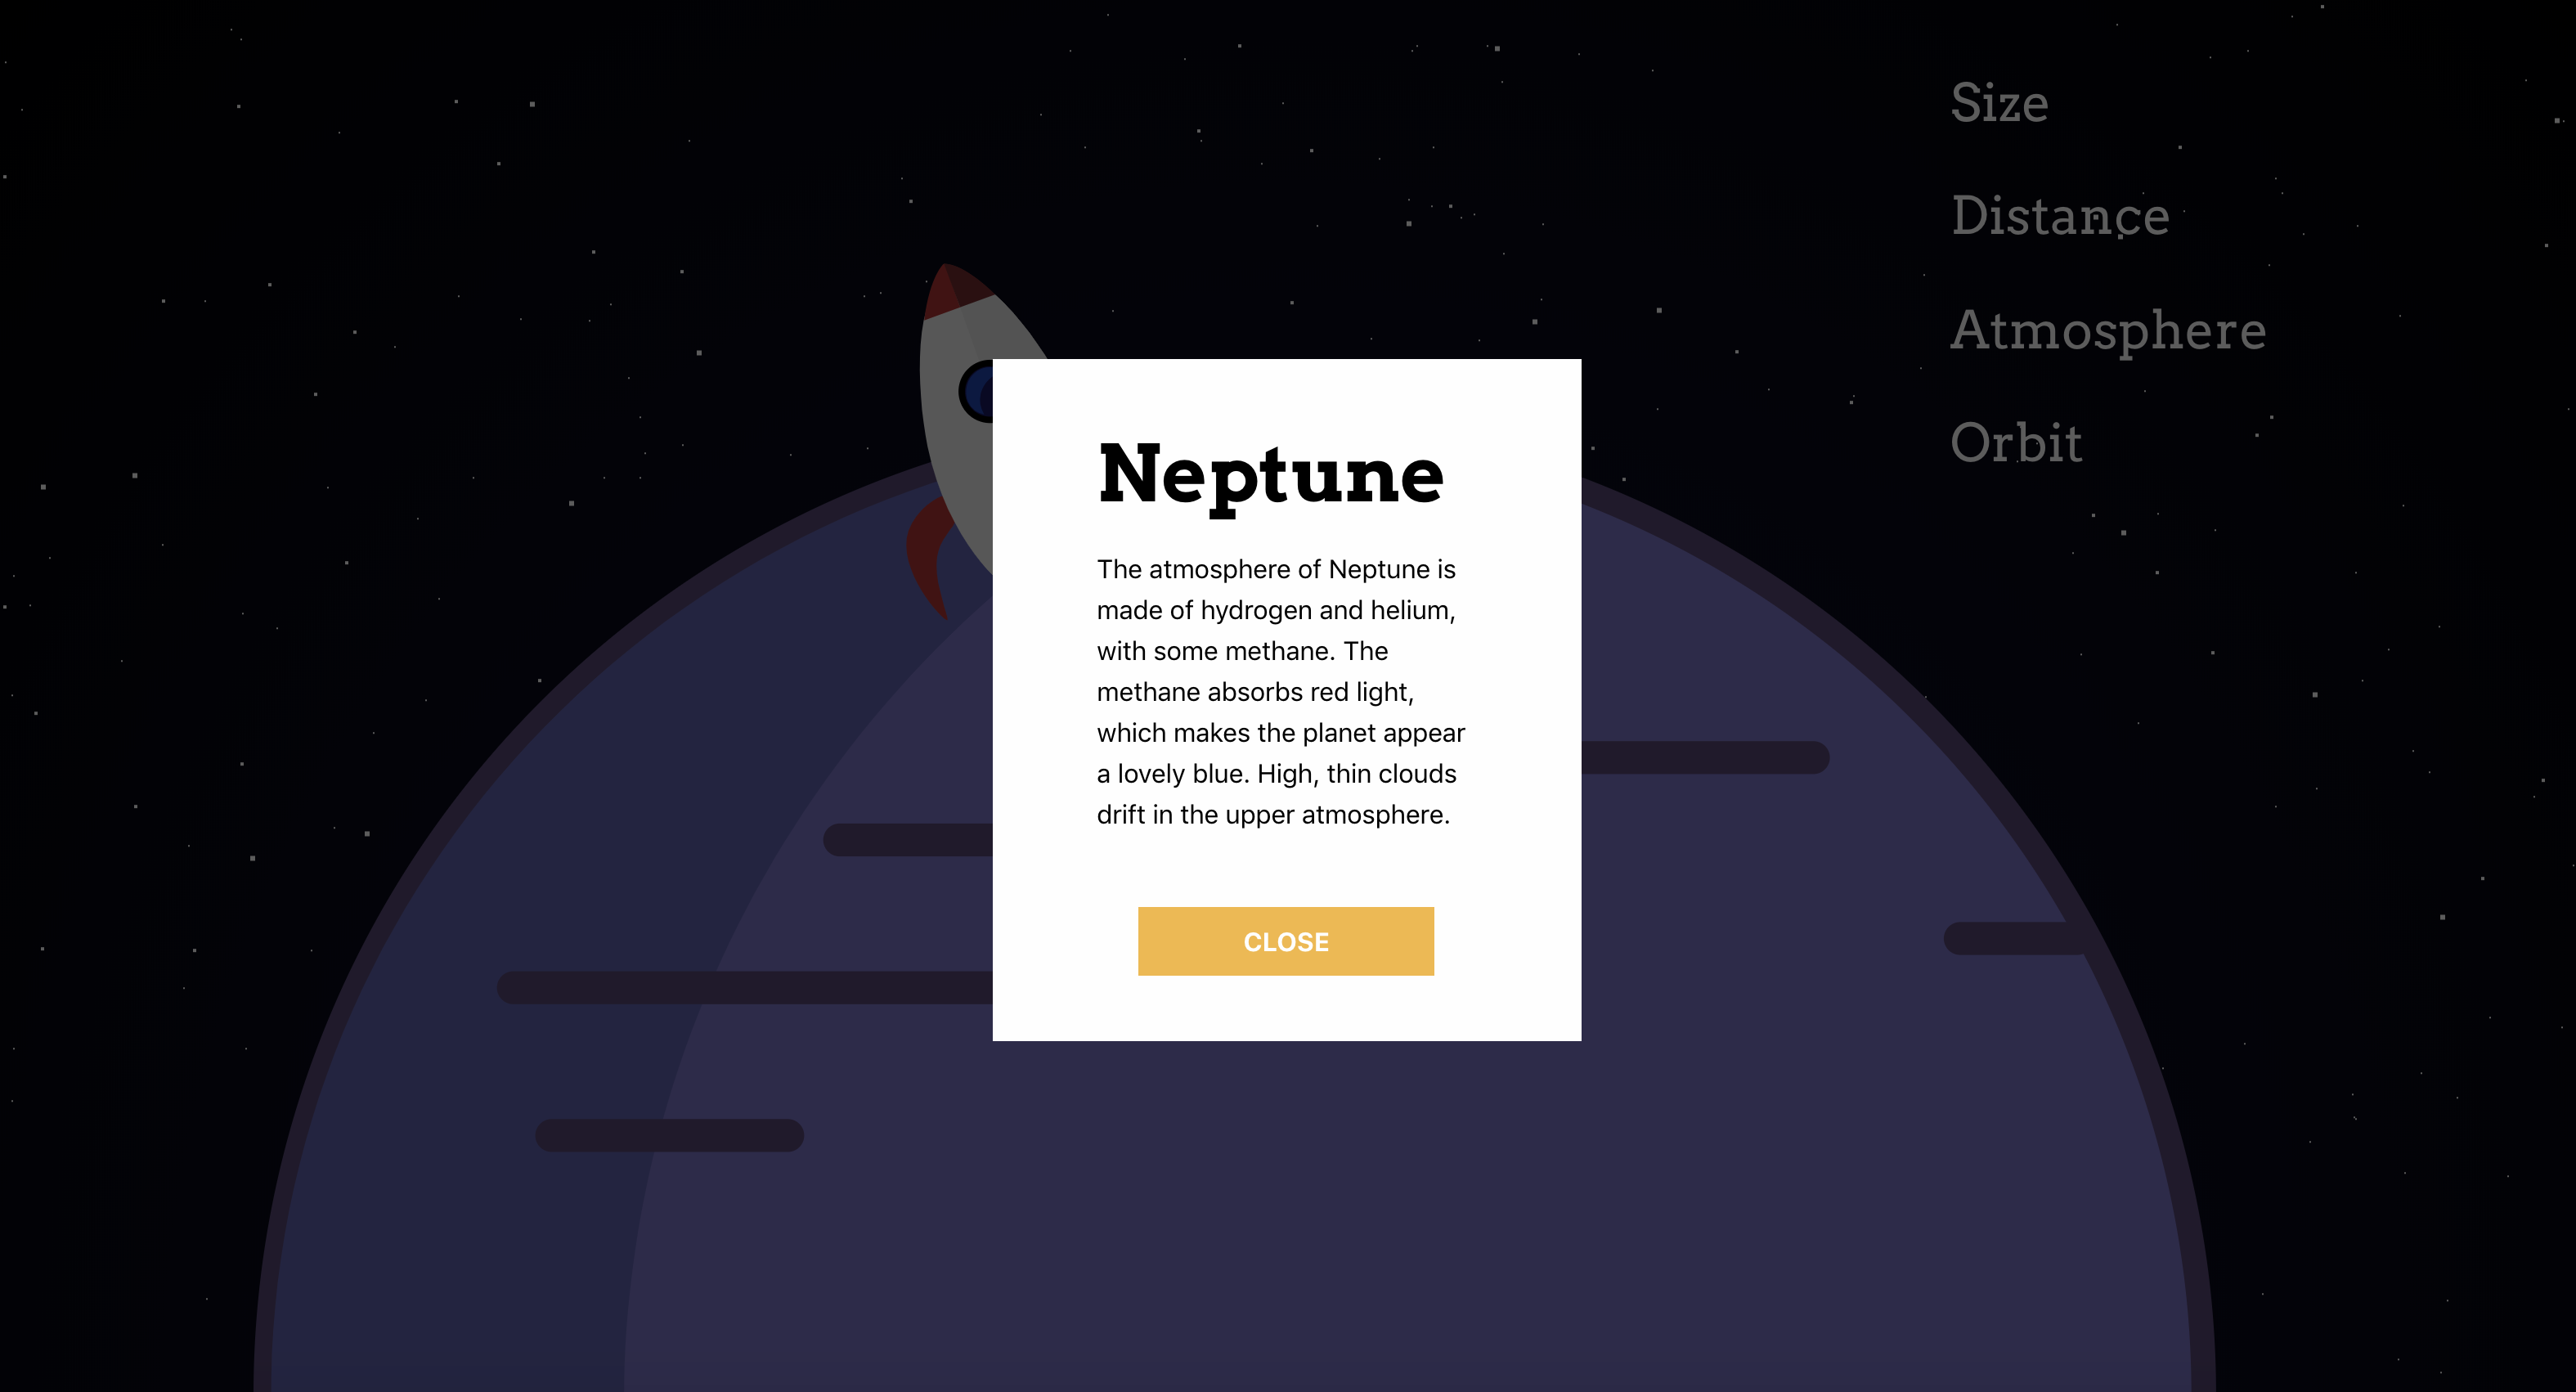 Size
Distance
Atmosphere
Orbit
Neptune
The atmosphere of Neptune is
made of hydrogen and helium,
with some methane. The
methane absorbs red light,
which makes the planet appear
a lovely blue. High, thin clouds
drift in the upper atmosphere.
CLOSE